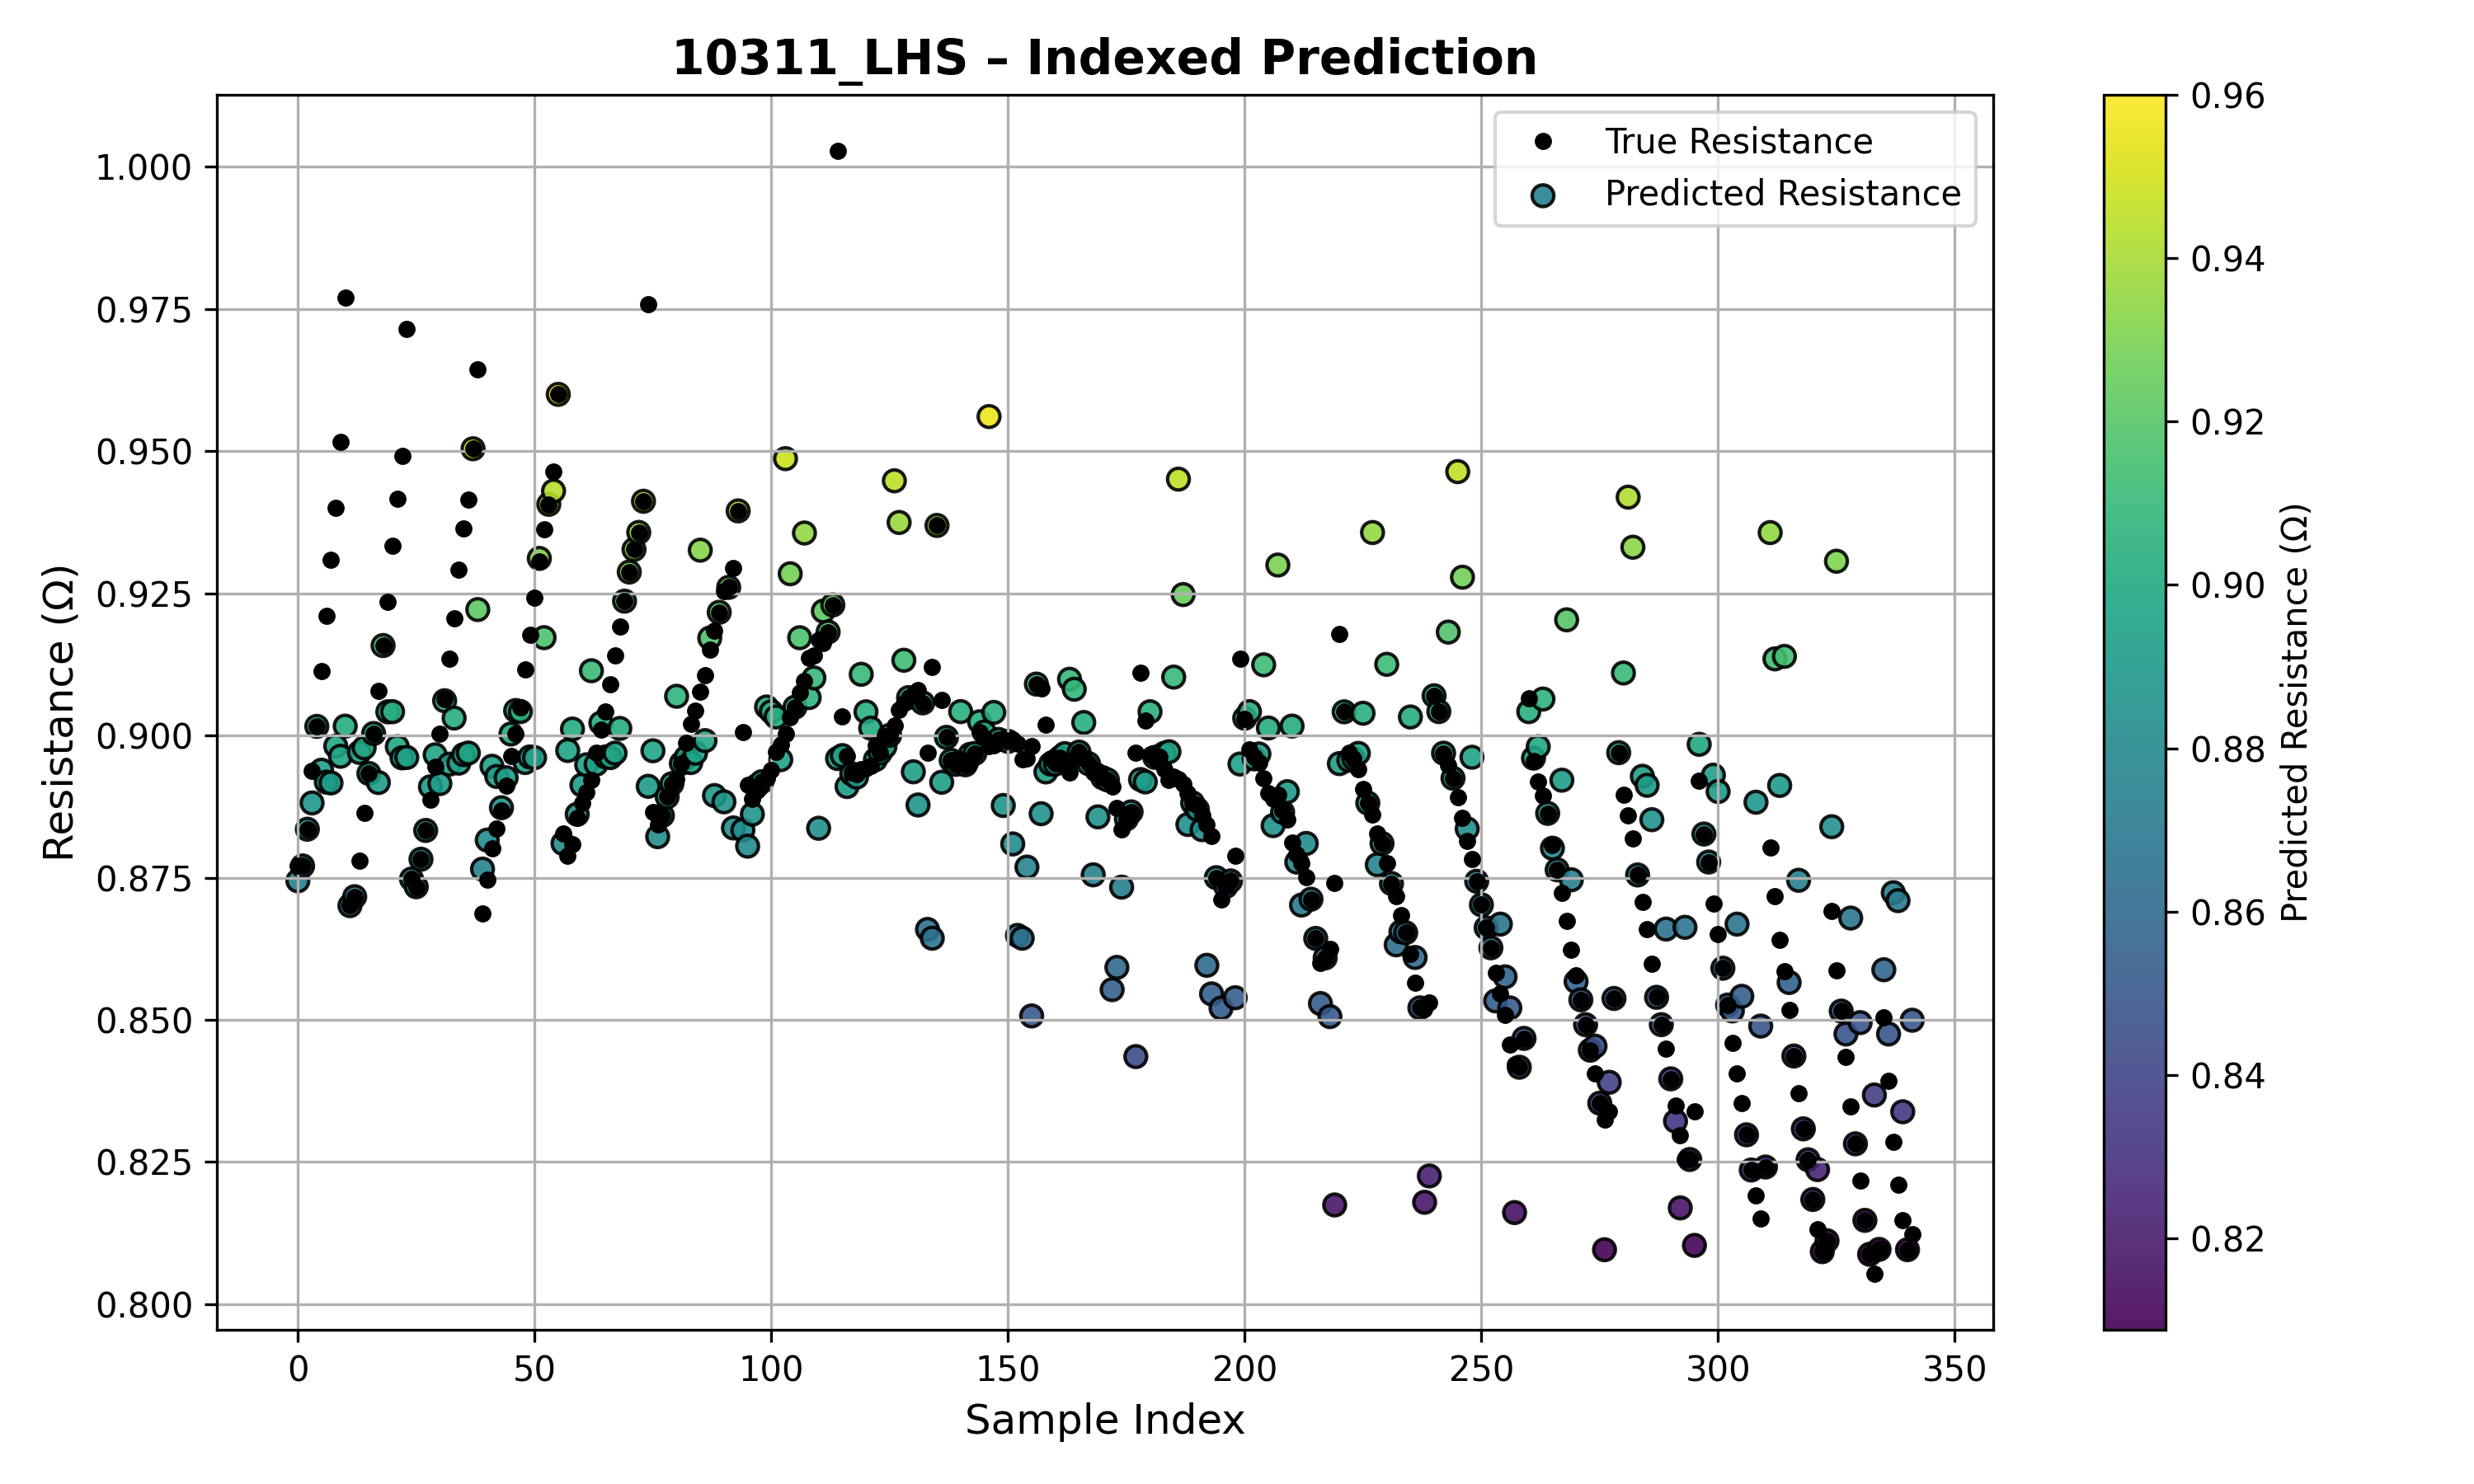 10311_LHS – Indexed Prediction
True Resistance
Predicted Resistance
Resistance (Ω)
1.000
0.975
0.950
0.925
0.900
0.875
0.850
0.825
0.800
0 50 100 150 200 250 300 350
Sample Index
0.96
0.94
0.92
0.90
0.88
0.86
0.84
0.82
Predicted Resistance (Ω)